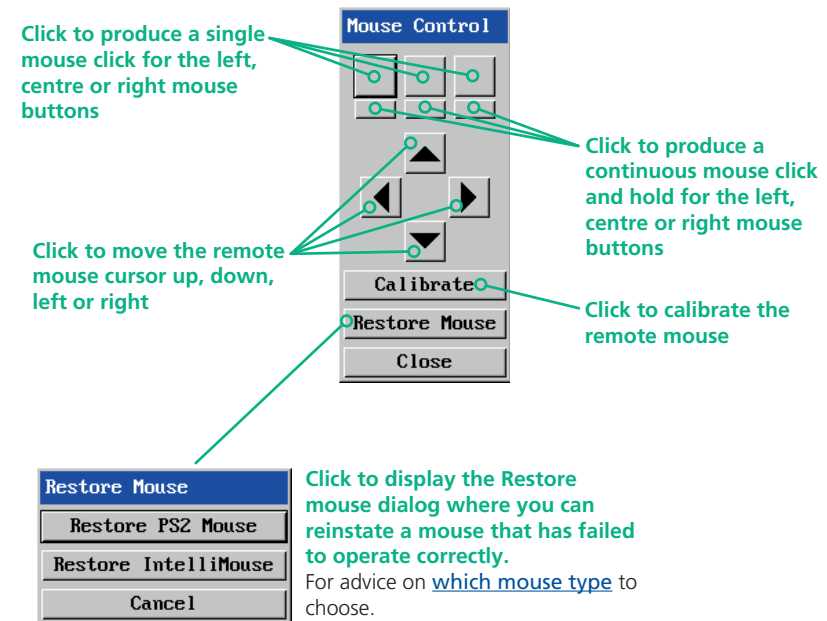 Mouse Control
Click to produce a single
mouse click for the left,
centre or right mouse
buttons
Click to produce a
continuous mouse click
and hold for the left,
centre or right mouse
buttons
Click to move the remote
mouse cursor up, down,
left or right
Calibrate
Restore Mouse
Close
Click to calibrate the
remote mouse
Restore Mouse
Restore PS2 Mouse
Restore IntelliMouse
Cancel
Click to display the Restore
mouse dialog where you can
reinstate a mouse that has failed
to operate correctly.
For advice on which mouse type to
choose.